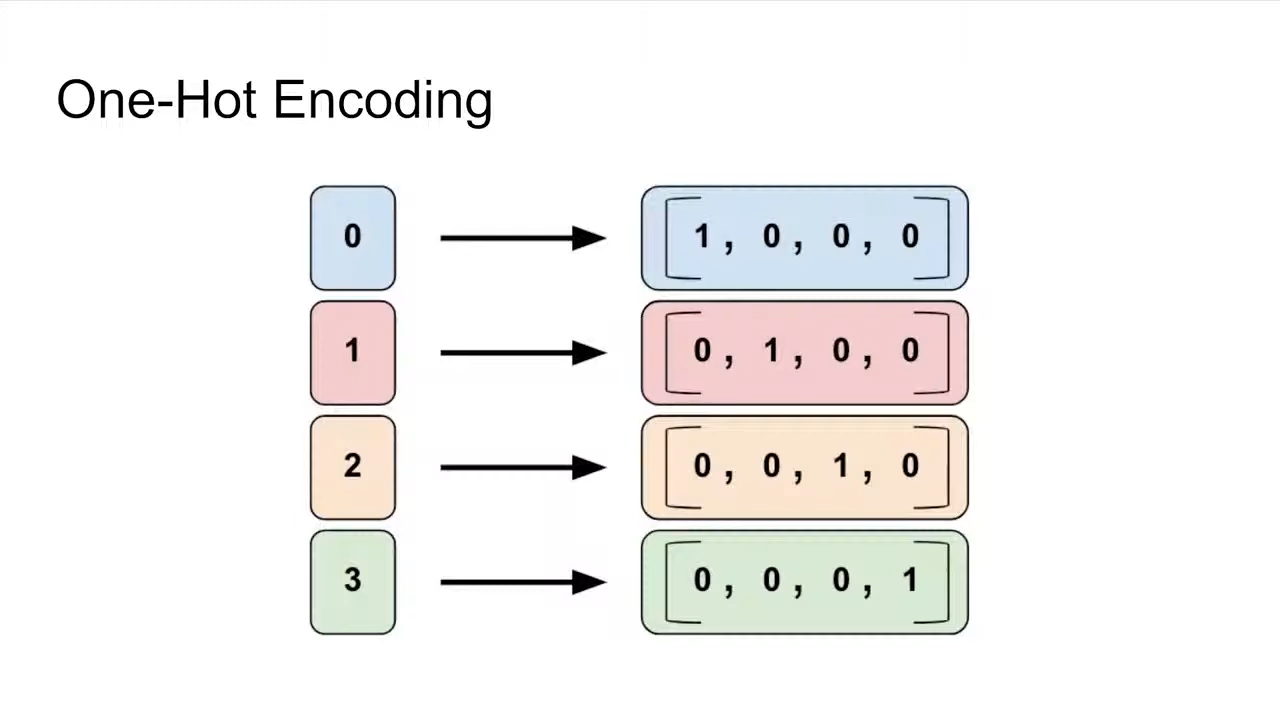 One-Hot Encoding
0 [1, 0, 0, 0]
1 [0, 1, 0, 0]
2 [0, 0, 1, 0]
3 [0, 0, 0, 1]